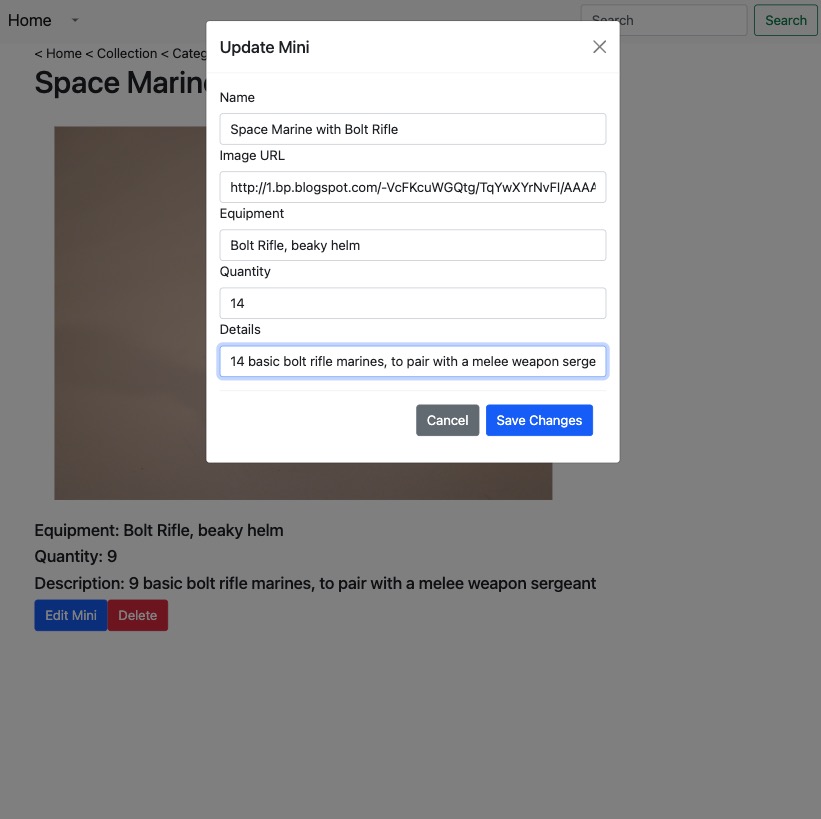 Home
Search
Search
< Home < Collection < Categ
Space Marine
Update Mini
Name
Space Marine with Bolt Rifle
Image URL
http://1.bp.blogspot.com/-VcFKcuWGQtg/TqYwXYrNvFI/AAAA
Equipment
Bolt Rifle, beaky helm
Quantity
14
Details
14 basic bolt rifle marines, to pair with a melee weapon serge
Cancel
Save Changes
Equipment: Bolt Rifle, beaky helm
Quantity: 9
Description: 9 basic bolt rifle marines, to pair with a melee weapon sergeant
Edit Mini
Delete